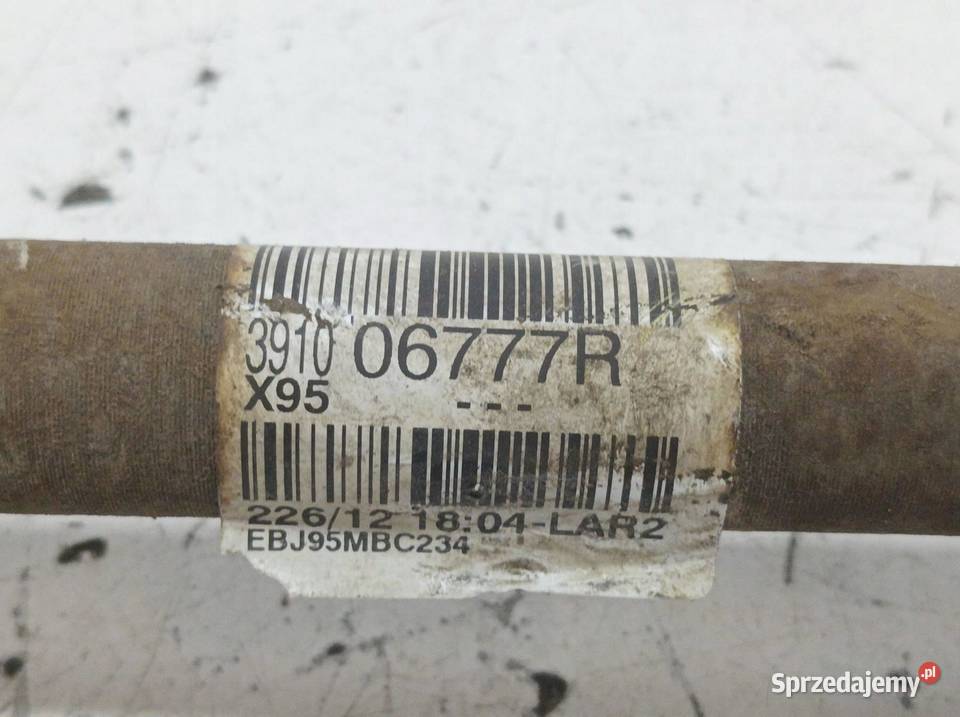 3910 06777R
X95 ---
226/12 18:04-LAR2
EBJ95MBC234
Sprzedajemy.pl